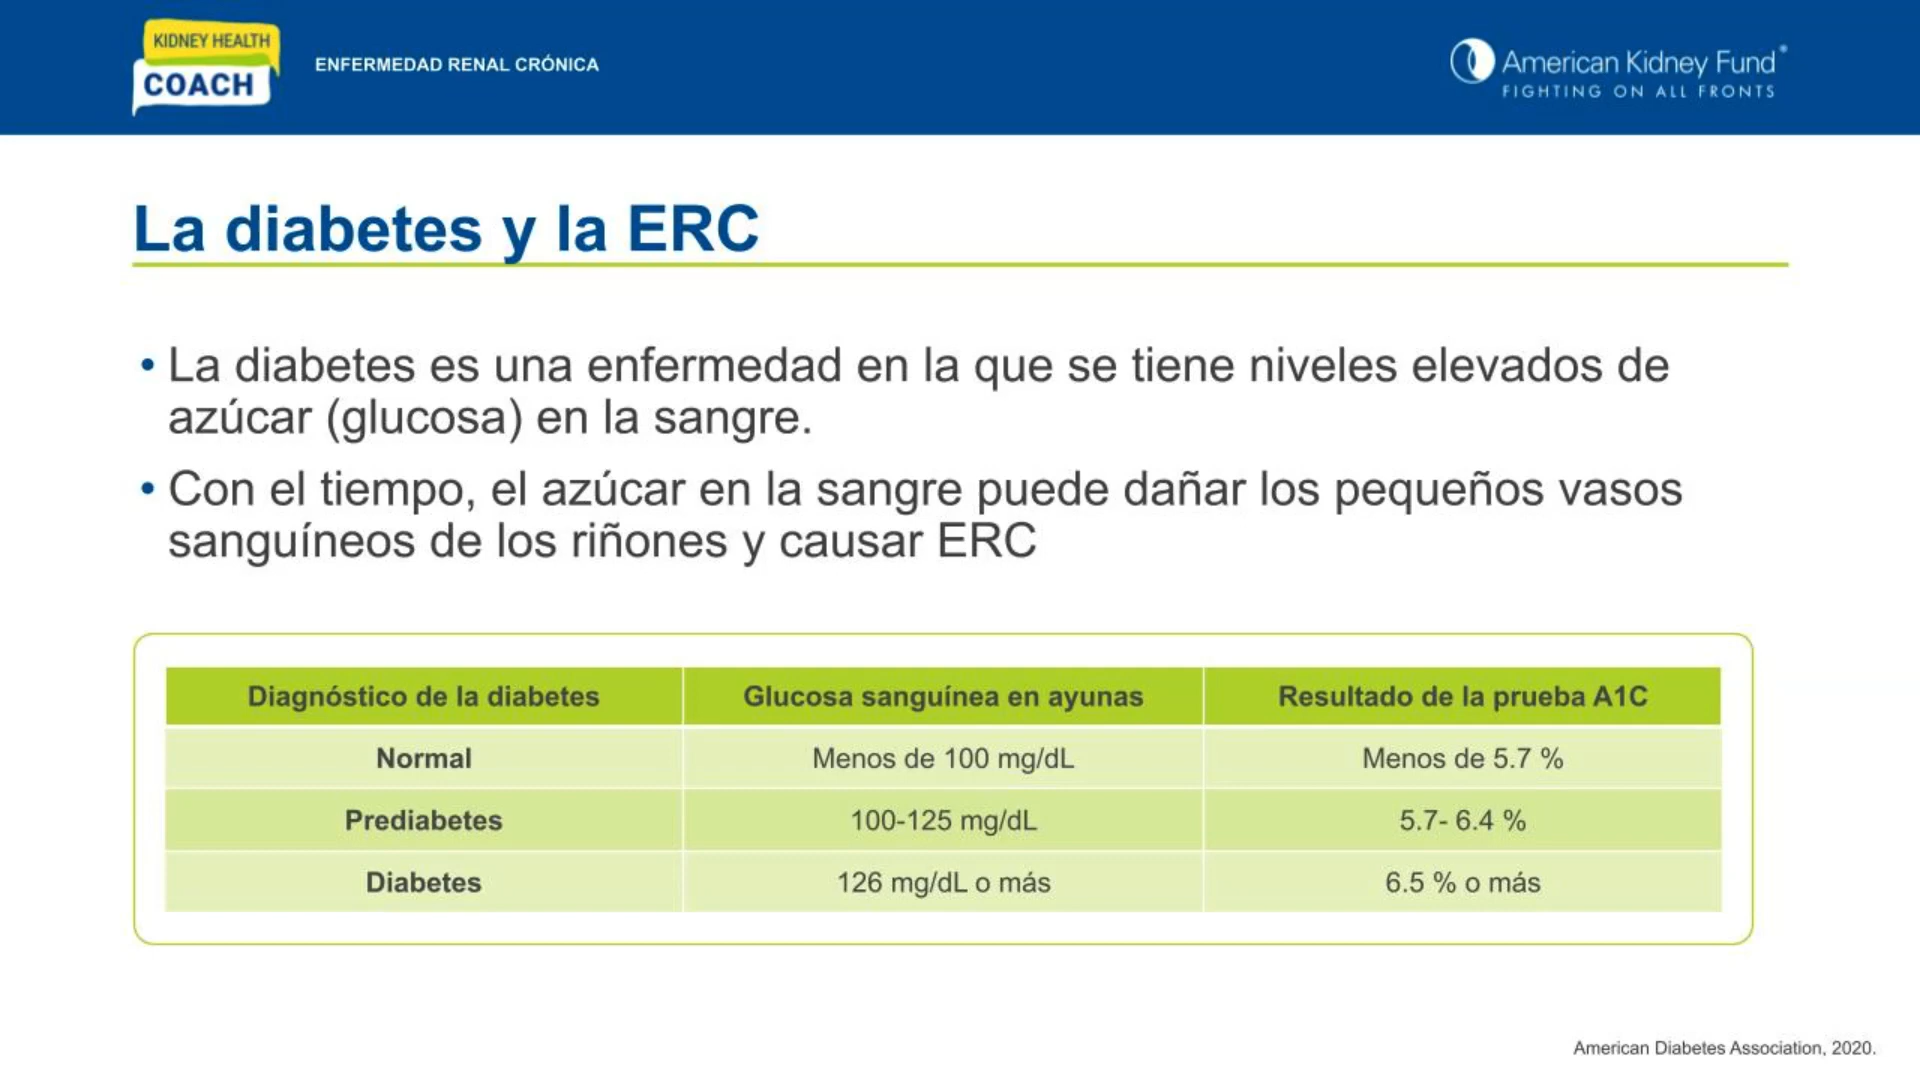 KIDNEY HEALTH
COACH
ENFERMEDAD RENAL CRÓNICA
American Kidney Fund®
FIGHTING ON ALL FRONTS
La diabetes y la ERC
• La diabetes es una enfermedad en la que se tiene niveles elevados de
azúcar (glucosa) en la sangre.
• Con el tiempo, el azúcar en la sangre puede dañar los pequeños vasos
sanguíneos de los riñones y causar ERC
Diagnóstico de la diabetes Glucosa sanguínea en ayunas Resultado de la prueba A1C
Normal Menos de 100 mg/dL Menos de 5.7 %
Prediabetes 100-125 mg/dL 5.7- 6.4 %
Diabetes 126 mg/dL o más 6.5 % o más
American Diabetes Association, 2020.